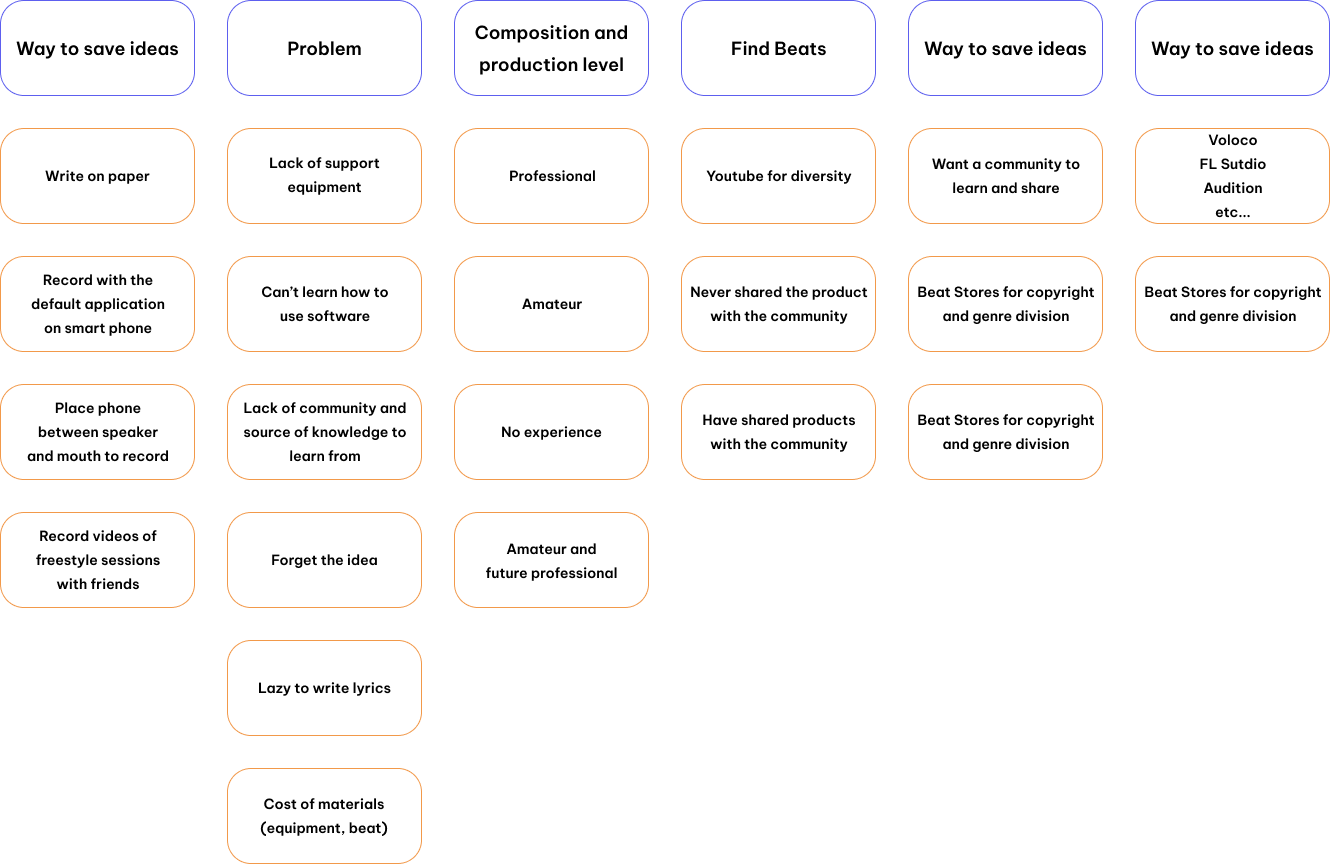 Way to save ideas
Problem
Composition and
production level
Find Beats
Way to save ideas
Way to save ideas
Write on paper
Lack of support
equipment
Professional
Youtube for diversity
Want a community to
learn and share
Voloco
FL Sutdio
Audition
etc...
Record with the
default application
on smart phone
Can’t learn how to
use software
Amateur
Never shared the product
with the community
Beat Stores for copyright
and genre division
Beat Stores for copyright
and genre division
Place phone
between speaker
and mouth to record
Lack of community and
source of knowledge to
learn from
No experience
Have shared products
with the community
Beat Stores for copyright
and genre division
Record videos of
freestyle sessions
with friends
Forget the idea
Amateur and
future professional
Lazy to write lyrics
Cost of materials
(equipment, beat)